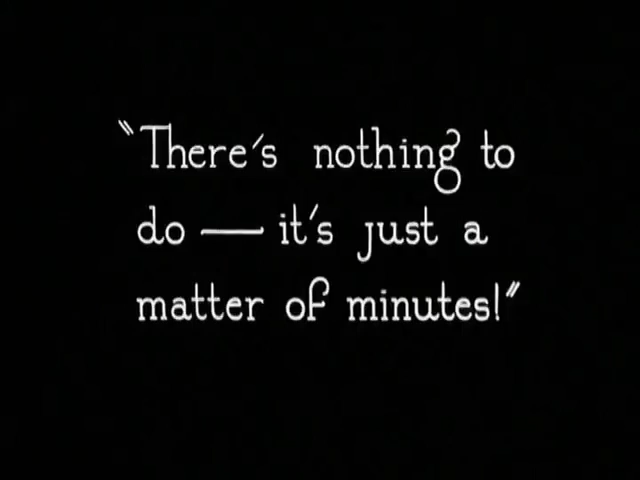 "There's nothing to
do — it's just a
matter of minutes!"